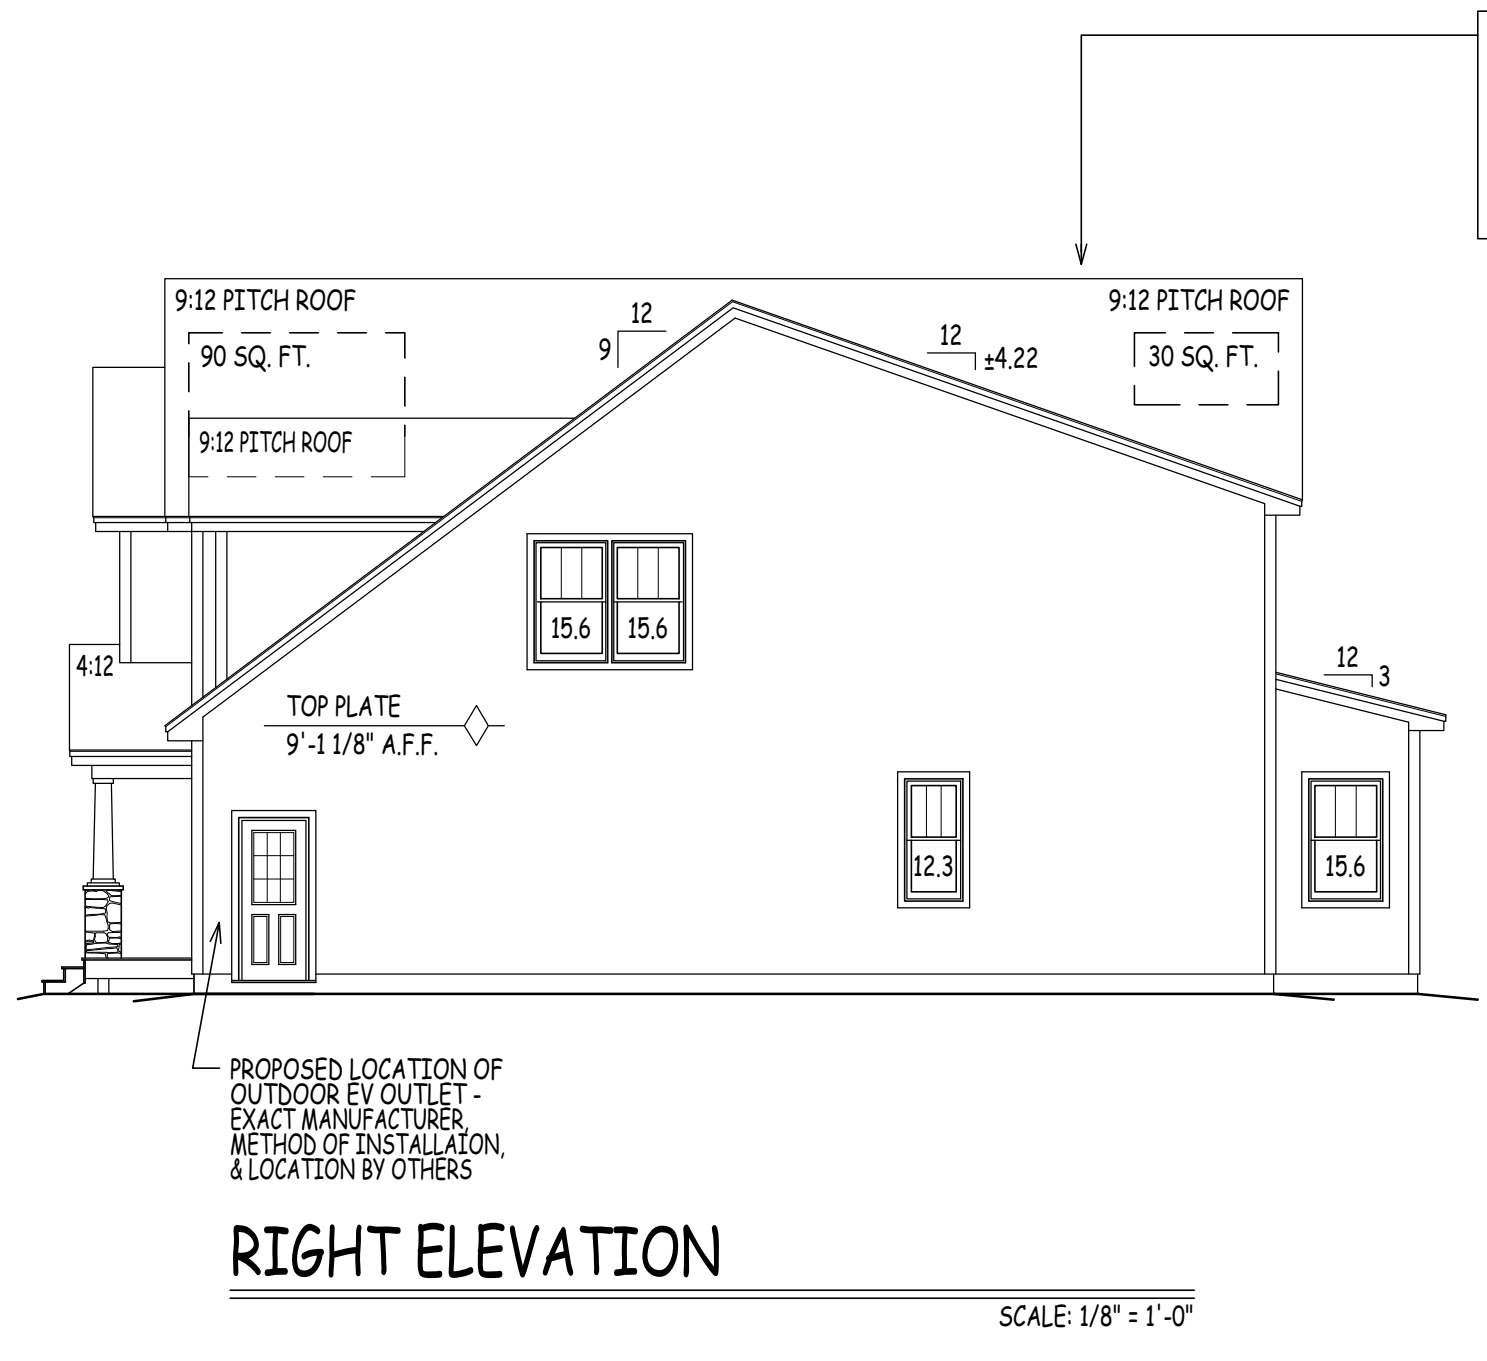 9:12 PITCH ROOF
90 SQ. FT.
9:12 PITCH ROOF
12
9
12
±4.22
9:12 PITCH ROOF
30 SQ. FT.
15.6
15.6
4:12
12
3
TOP PLATE
9'-1 1/8" A.F.F.
12.3
15.6
PROPOSED LOCATION OF
OUTDOOR EV OUTLET -
EXACT MANUFACTURER,
METHOD OF INSTALLAION,
& LOCATION BY OTHERS
RIGHT ELEVATION
SCALE: 1/8" = 1'-0"